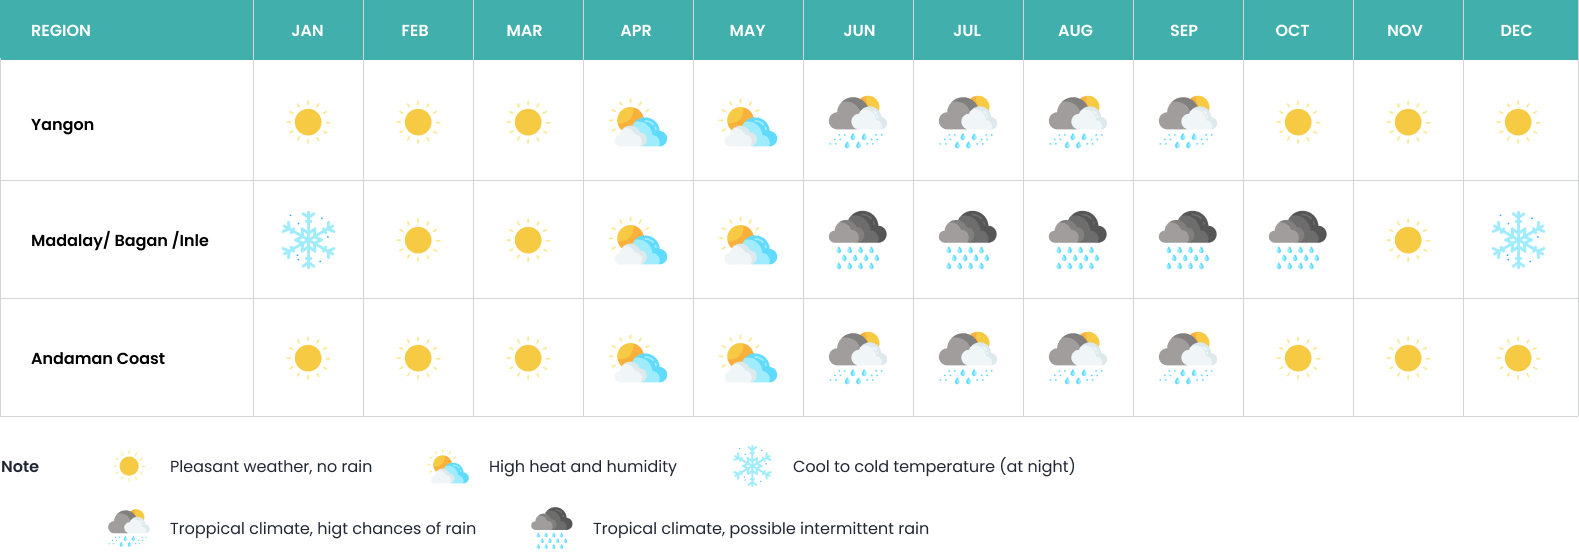 REGION JAN FEB MAR APR MAY JUN JUL AUG SEP OCT NOV DEC
Yangon
Madalay/ Bagan /Inle
Andaman Coast
Note Pleasant weather, no rain High heat and humidity Cool to cold temperature (at night)
Troppical climate, higt chances of rain Tropical climate, possible intermittent rain